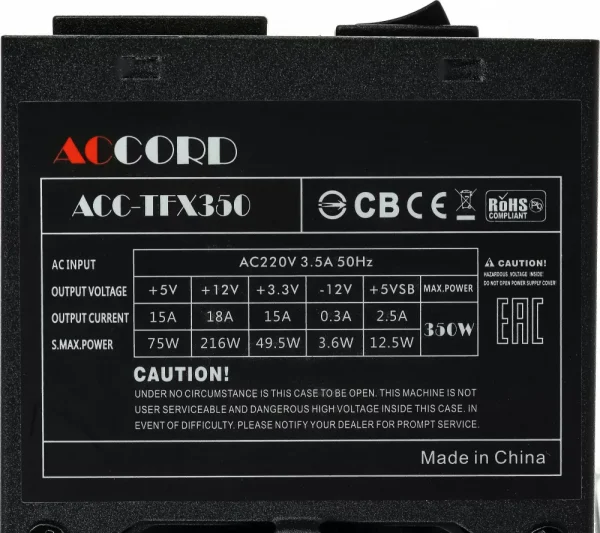 ACCORD
ACC-TFX350
CB CE RoHS COMPLIANT Pb
AC INPUT AC220V 3.5A 50Hz
OUTPUT VOLTAGE +5V +12V +3.3V -12V +5VSB MAX.POWER
OUTPUT CURRENT 15A 18A 15A 0.3A 2.5A 350W
S.MAX.POWER 75W 216W 49.5W 3.6W 12.5W
CAUTION!
HAZARDOUS VOLTAGE INSIDE!
DO NOT OPEN POWER SUPPLY COVER!
EAC
CAUTION!
UNDER NO CIRCUMSTANCE IS THIS CASE TO BE OPEN. THIS MACHINE IS NOT
USER SERVICEABLE AND DANGEROUS HIGH VOLTAGE INSIDE THIS CASE. IN
EVENT OF DIFFICULTY. PLEASE NOTIFY YOUR DEALER FOR PROMPT SERVICE.
Made in China